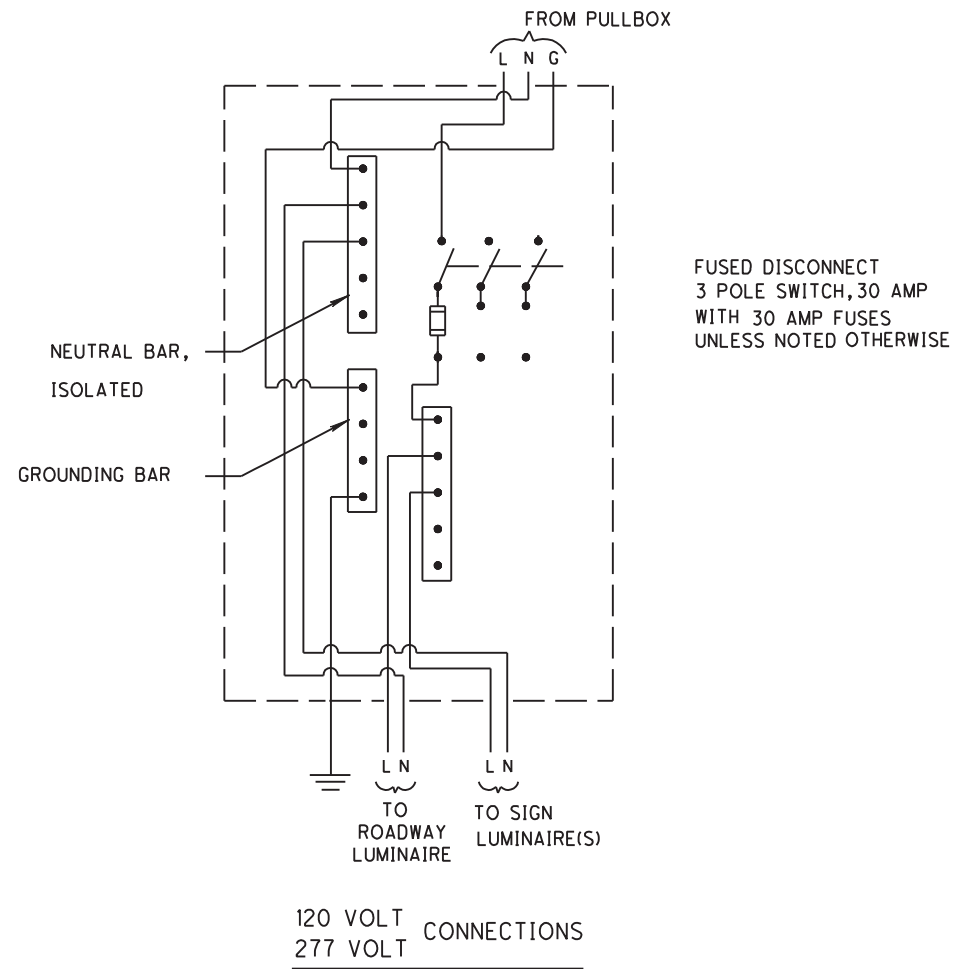 FROM PULLBOX
L N G
FUSED DISCONNECT
3 POLE SWITCH, 30 AMP
WITH 30 AMP FUSES
UNLESS NOTED OTHERWISE
NEUTRAL BAR,
ISOLATED
GROUNDING BAR
L N
TO
ROADWAY
LUMINAIRE
L N
TO SIGN
LUMINAIRE(S)
120 VOLT
277 VOLT
CONNECTIONS